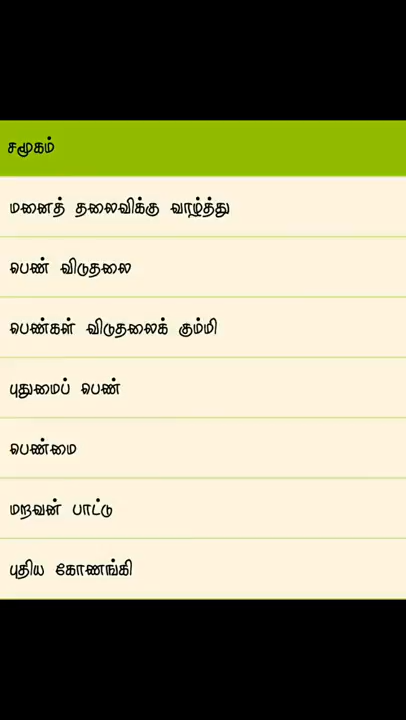 சமூகம்
மனைத் தலைவிக்கு வாழ்த்து
பெண் விடுதலை
பெண்கள் விடுதலைக் கும்மி
புதுமைப் பெண்
பெண்மை
மறவன் பாட்டு
புதிய கோணங்கி